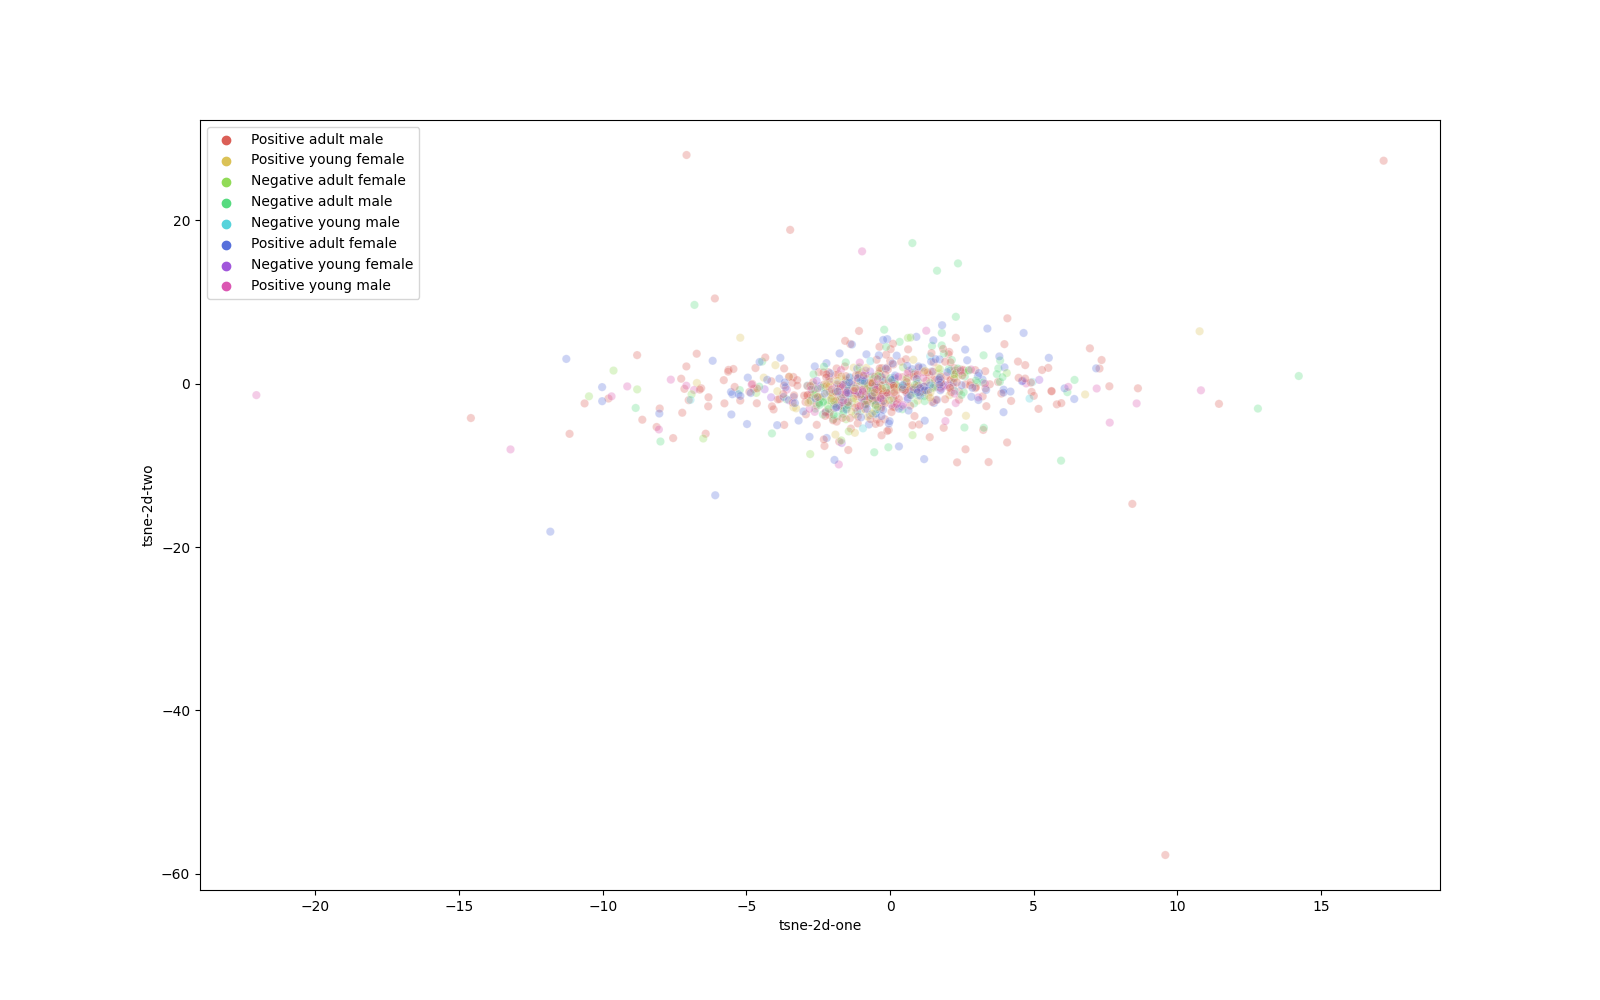 Positive adult male
Positive young female
Negative adult female
Negative adult male
Negative young male
Positive adult female
Negative young female
Positive young male
20
0
−20
−40
−60
tsne-2d-two
−20 −15 −10 −5 0 5 10 15
tsne-2d-one